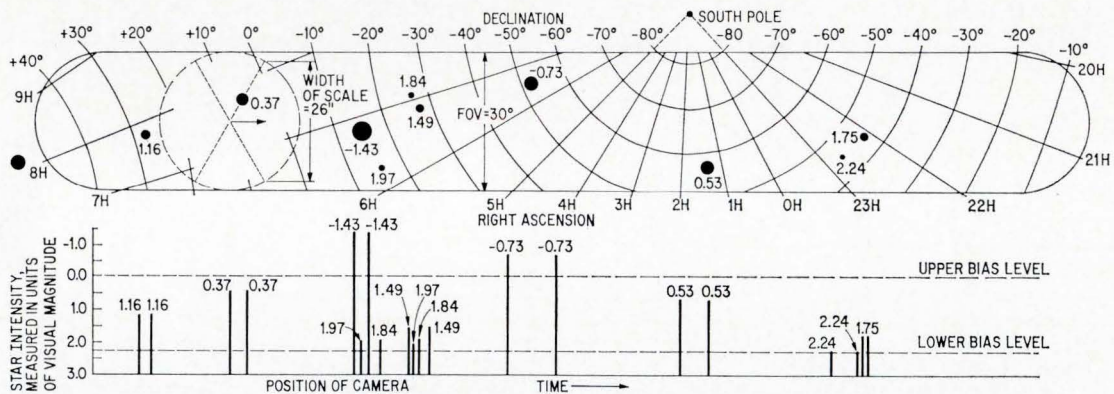 DECLINATION
SOUTH POLE
+40° +30° +20° +10° 0° -10° -20° -30° -40° -50° -60° -70° -80° -80 -70° -60° -50° -40° -30° -20° -10°
9H
20H
WIDTH
OF SCALE
=26"
FOV=30°
0.37
1.16
1.84
1.49
-1.43
1.97
-0.73
0.53
1.75
2.24
8H
21H
7H 6H 5H 4H 3H 2H 1H 0H 23H 22H
RIGHT ASCENSION
STAR INTENSITY,
MEASURED IN UNITS
OF VISUAL MAGNITUDE
-1.0
0.0
1.0
2.0
3.0
1.16 1.16
0.37 0.37
-1.43 -1.43
1.97
1.84
1.49
1.97
1.84
1.49
-0.73 -0.73
0.53 0.53
2.24
2.24
1.75
UPPER BIAS LEVEL
LOWER BIAS LEVEL
POSITION OF CAMERA
TIME